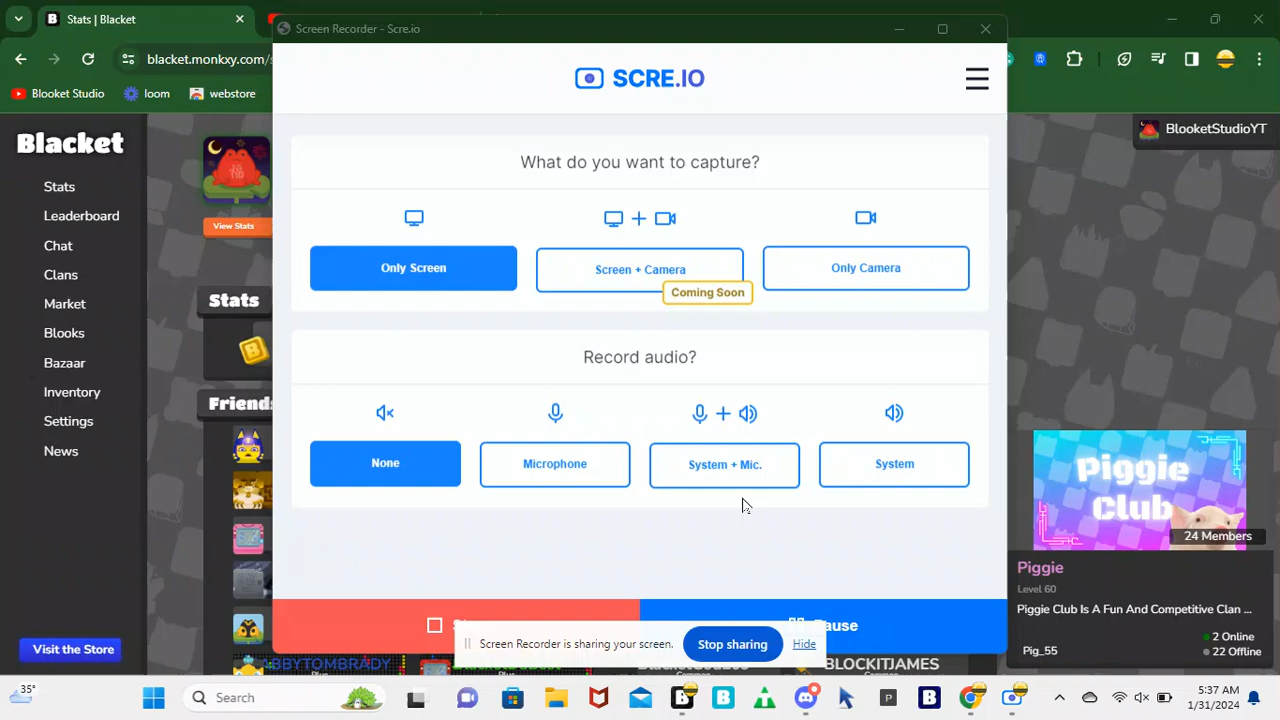 Stats | Blacket
Screen Recorder - Scre.io
blacket.monkxy.com/s
Blooket Studio
loom
webstore
SCRE.IO
Blacket
BlooketStudioYT
Stats
Leaderboard
Chat
Clans
Market
Blooks
Bazaar
Inventory
Settings
News
Visit the Store
View Stats
Stats
Friend
What do you want to capture?
Only Screen
Screen + Camera
Only Camera
Coming Soon
Record audio?
None
Microphone
System + Mic.
System
Piggie
Club
24 Members
Piggie
Level 60
Piggie Club Is A Fun And Competitive Clan ...
2 Online
Pig_55
22 Offline
Screen Recorder is sharing your screen.
Stop sharing
Hide
ABBYTOMBRADY
BLOCKITJAMES
35°
Search
5:37 AM
1/31/2024